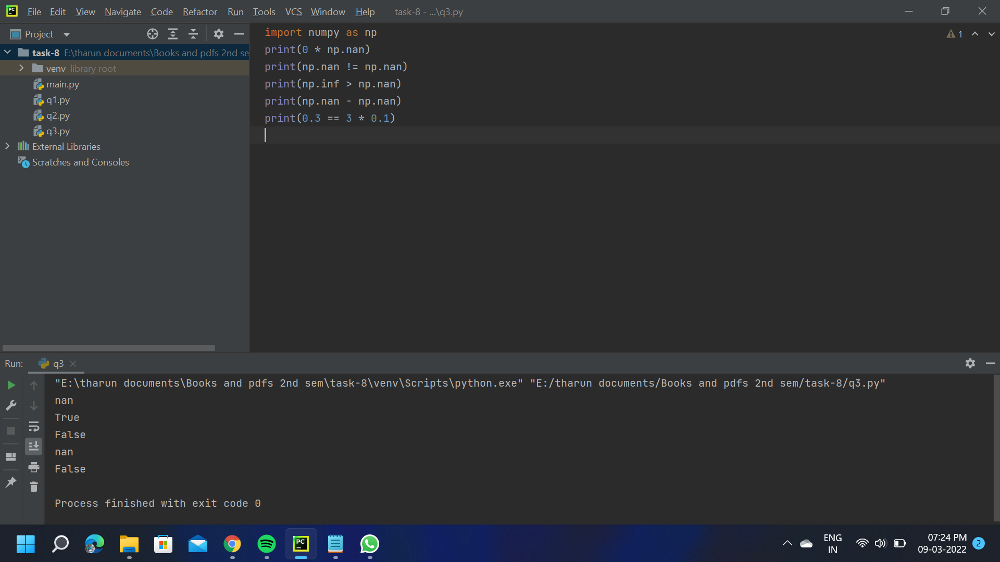 File Edit View Navigate Code Refactor Run Tools VCS Window Help task-8 - ...\q3.py
Project
task-8 E:\tharun documents\Books and pdfs 2nd se
venv library root
main.py
q1.py
q2.py
q3.py
External Libraries
Scratches and Consoles
import numpy as np
print(0 * np.nan)
print(np.nan != np.nan)
print(np.inf > np.nan)
print(np.nan - np.nan)
print(0.3 == 3 * 0.1)
1
Run: q3
"E:\tharun documents\Books and pdfs 2nd sem\task-8\venv\Scripts\python.exe" "E:/tharun documents/Books and pdfs 2nd sem/task-8/q3.py"
nan
True
False
nan
False
Process finished with exit code 0
PC
PC
ENG
IN
07:24 PM
09-03-2022
2